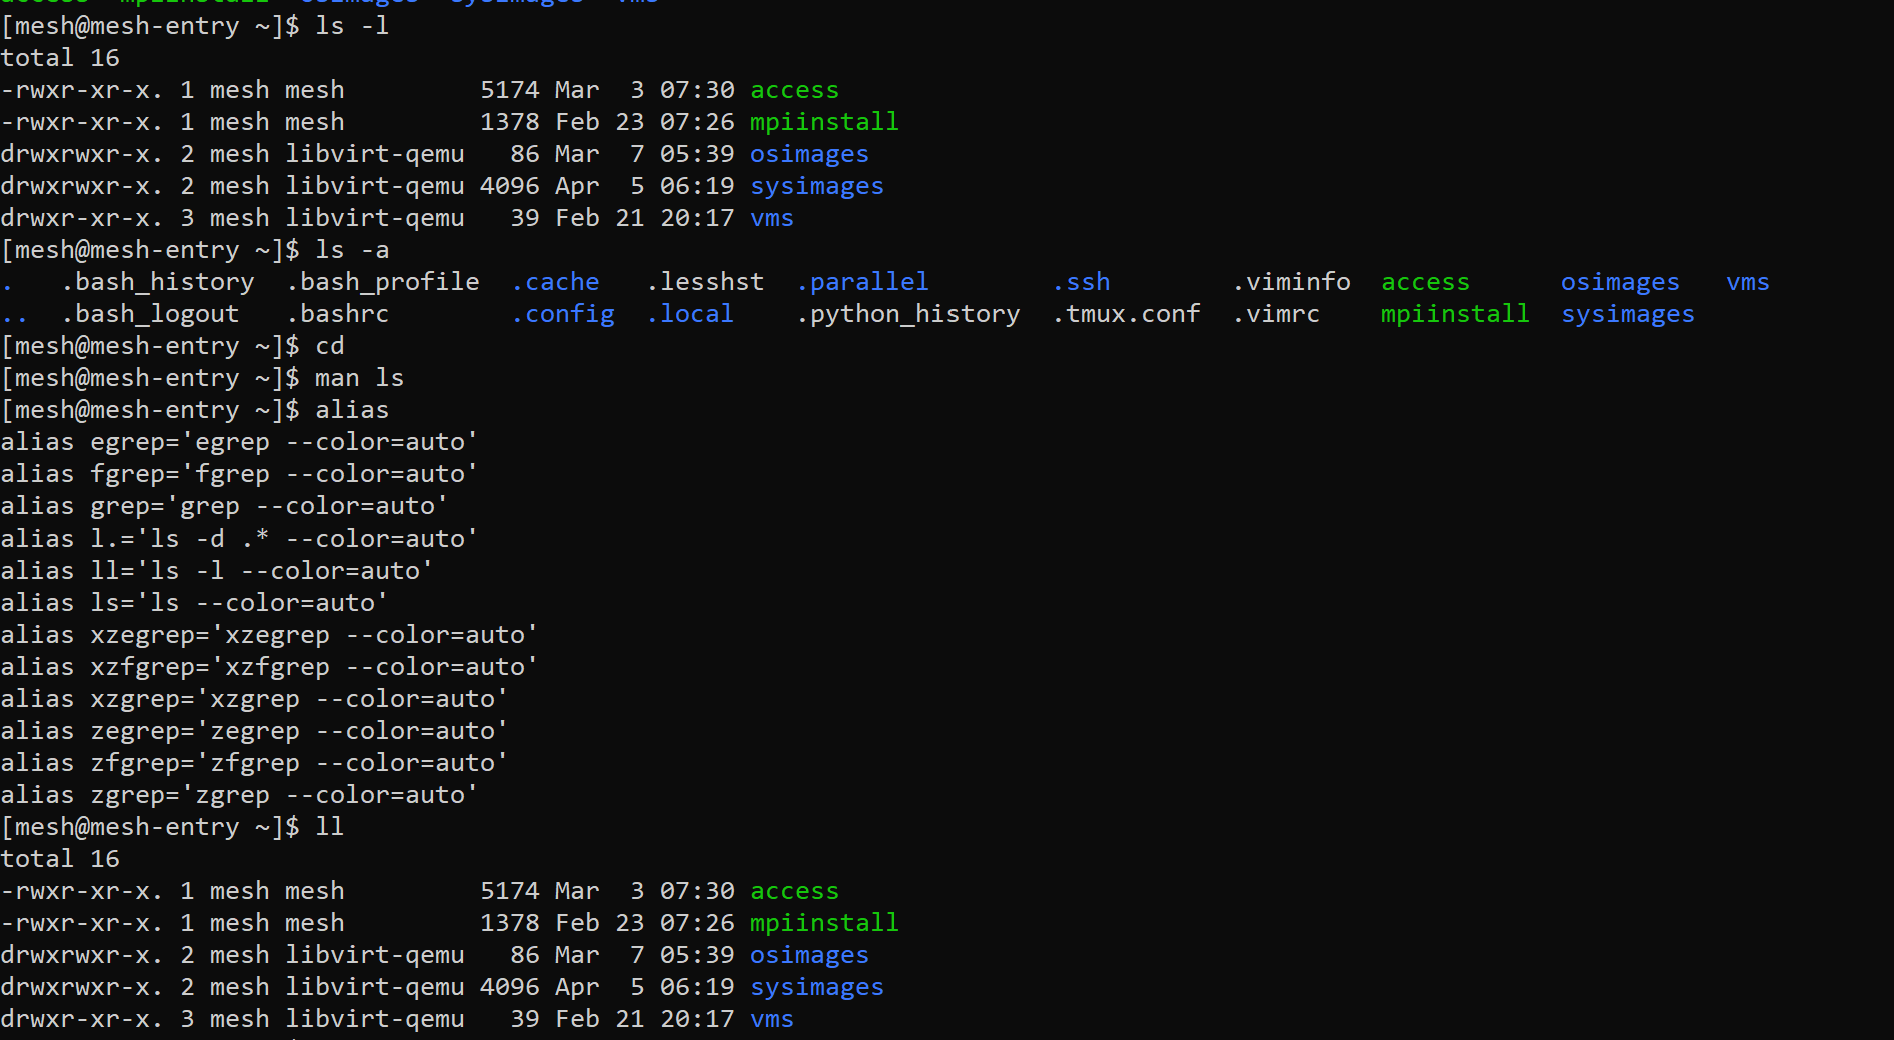 access  mpiinstall  osimages  sysimages  vms
[mesh@mesh-entry ~]$ ls -l
total 16
-rwxr-xr-x. 1 mesh mesh         5174 Mar  3 07:30 access
-rwxr-xr-x. 1 mesh mesh         1378 Feb 23 07:26 mpiinstall
drwxrwxr-x. 2 mesh libvirt-qemu   86 Mar  7 05:39 osimages
drwxrwxr-x. 2 mesh libvirt-qemu 4096 Apr  5 06:19 sysimages
drwxr-xr-x. 3 mesh libvirt-qemu   39 Feb 21 20:17 vms
[mesh@mesh-entry ~]$ ls -a
.   .bash_history  .bash_profile  .cache   .lesshst  .parallel        .ssh        .viminfo  access      osimages   vms
..  .bash_logout   .bashrc        .config  .local    .python_history  .tmux.conf  .vimrc    mpiinstall  sysimages
[mesh@mesh-entry ~]$ cd
[mesh@mesh-entry ~]$ man ls
[mesh@mesh-entry ~]$ alias
alias egrep='egrep --color=auto'
alias fgrep='fgrep --color=auto'
alias grep='grep --color=auto'
alias l.='ls -d .* --color=auto'
alias ll='ls -l --color=auto'
alias ls='ls --color=auto'
alias xzegrep='xzegrep --color=auto'
alias xzfgrep='xzfgrep --color=auto'
alias xzgrep='xzgrep --color=auto'
alias zegrep='zegrep --color=auto'
alias zfgrep='zfgrep --color=auto'
alias zgrep='zgrep --color=auto'
[mesh@mesh-entry ~]$ ll
total 16
-rwxr-xr-x. 1 mesh mesh         5174 Mar  3 07:30 access
-rwxr-xr-x. 1 mesh mesh         1378 Feb 23 07:26 mpiinstall
drwxrwxr-x. 2 mesh libvirt-qemu   86 Mar  7 05:39 osimages
drwxrwxr-x. 2 mesh libvirt-qemu 4096 Apr  5 06:19 sysimages
drwxr-xr-x. 3 mesh libvirt-qemu   39 Feb 21 20:17 vms